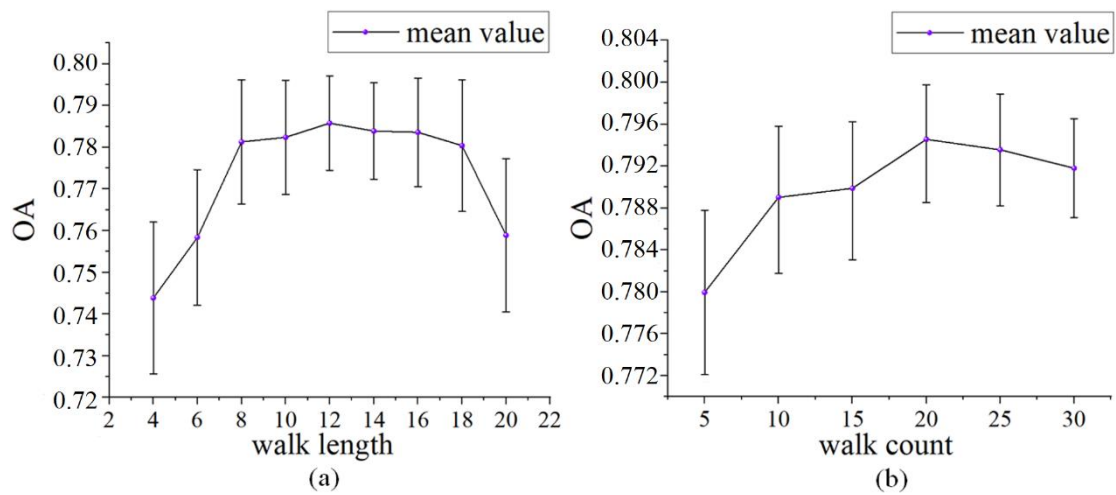 mean value
0.80
0.79
0.78
0.77
0.76
0.75
0.74
0.73
0.72
OA
2 4 6 8 10 12 14 16 18 20 22
walk length
(a)
mean value
0.804
0.800
0.796
0.792
0.788
0.784
0.780
0.776
0.772
OA
5 10 15 20 25 30
walk count
(b)